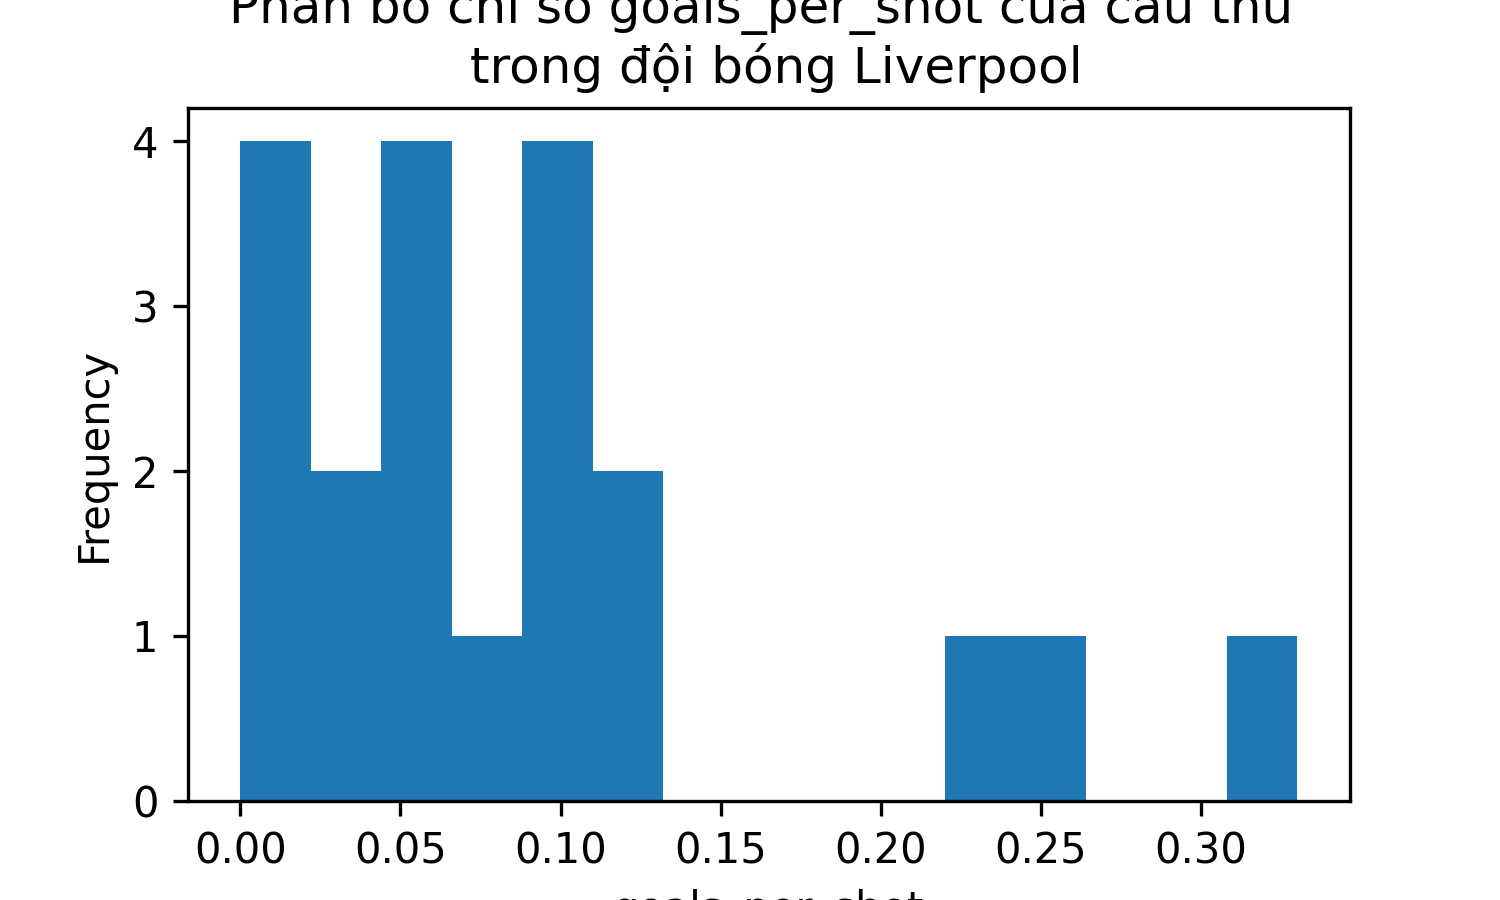 Phân bố chỉ số goals_per_shot của cầu thủ
trong đội bóng Liverpool
4
3
2
1
0
Frequency
0.00 0.05 0.10 0.15 0.20 0.25 0.30
goals_per_shot